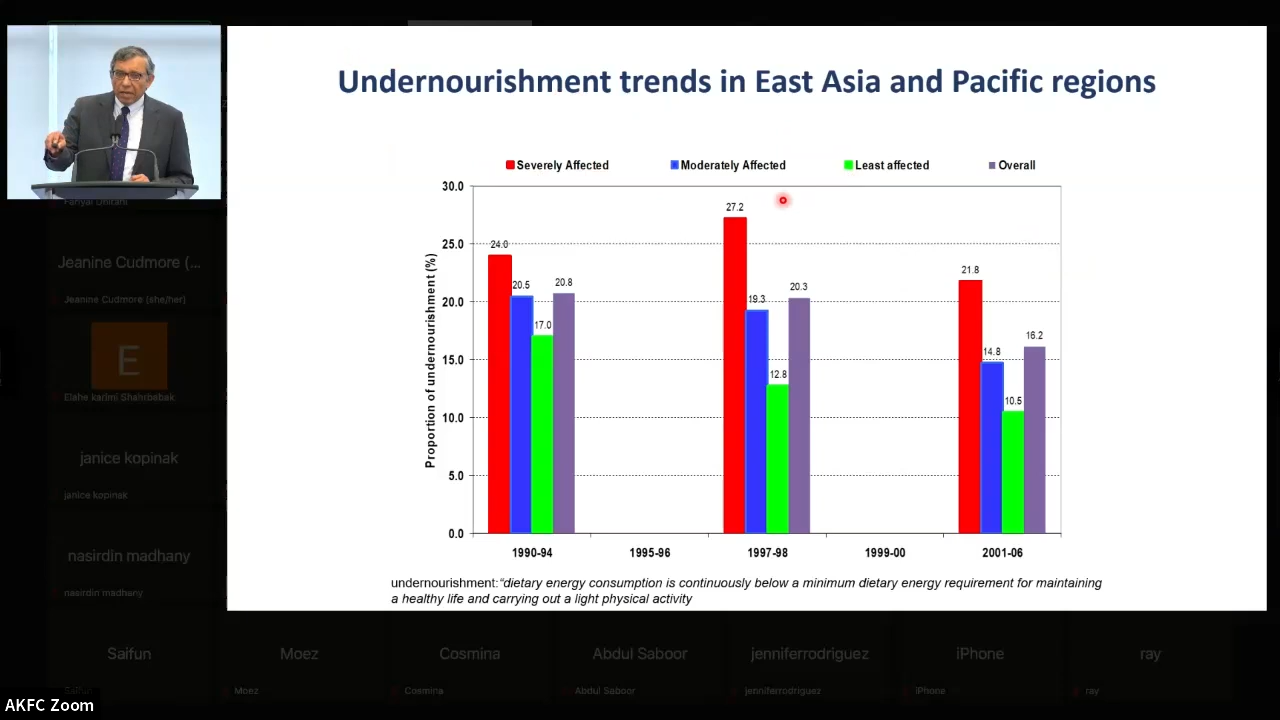 Undernourishment trends in East Asia and Pacific regions
Severely Affected Moderately Affected Least affected Overall
Proportion of undernourishment (%)
30.0
25.0
20.0
15.0
10.0
5.0
0.0
24.0
20.5
17.0
20.8
27.2
19.3
12.8
20.3
21.8
14.8
10.5
16.2
1990-94 1995-96 1997-98 1999-00 2001-06
undernourishment:"dietary energy consumption is continuously below a minimum dietary energy requirement for maintaining
a healthy life and carrying out a light physical activity
Jeanine Cudmore (...
Jeanine Cudmore (she/her)
E
Elahe karimi Shahrbabak
janice kopinak
janice kopinak
nasirdin madhany
nasirdin madhany
Saifun Moez Cosmina Abdul Saboor jenniferrodriguez iPhone ray
Moez Cosmina Abdul Saboor jenniferrodriguez iPhone ray
AKFC Zoom